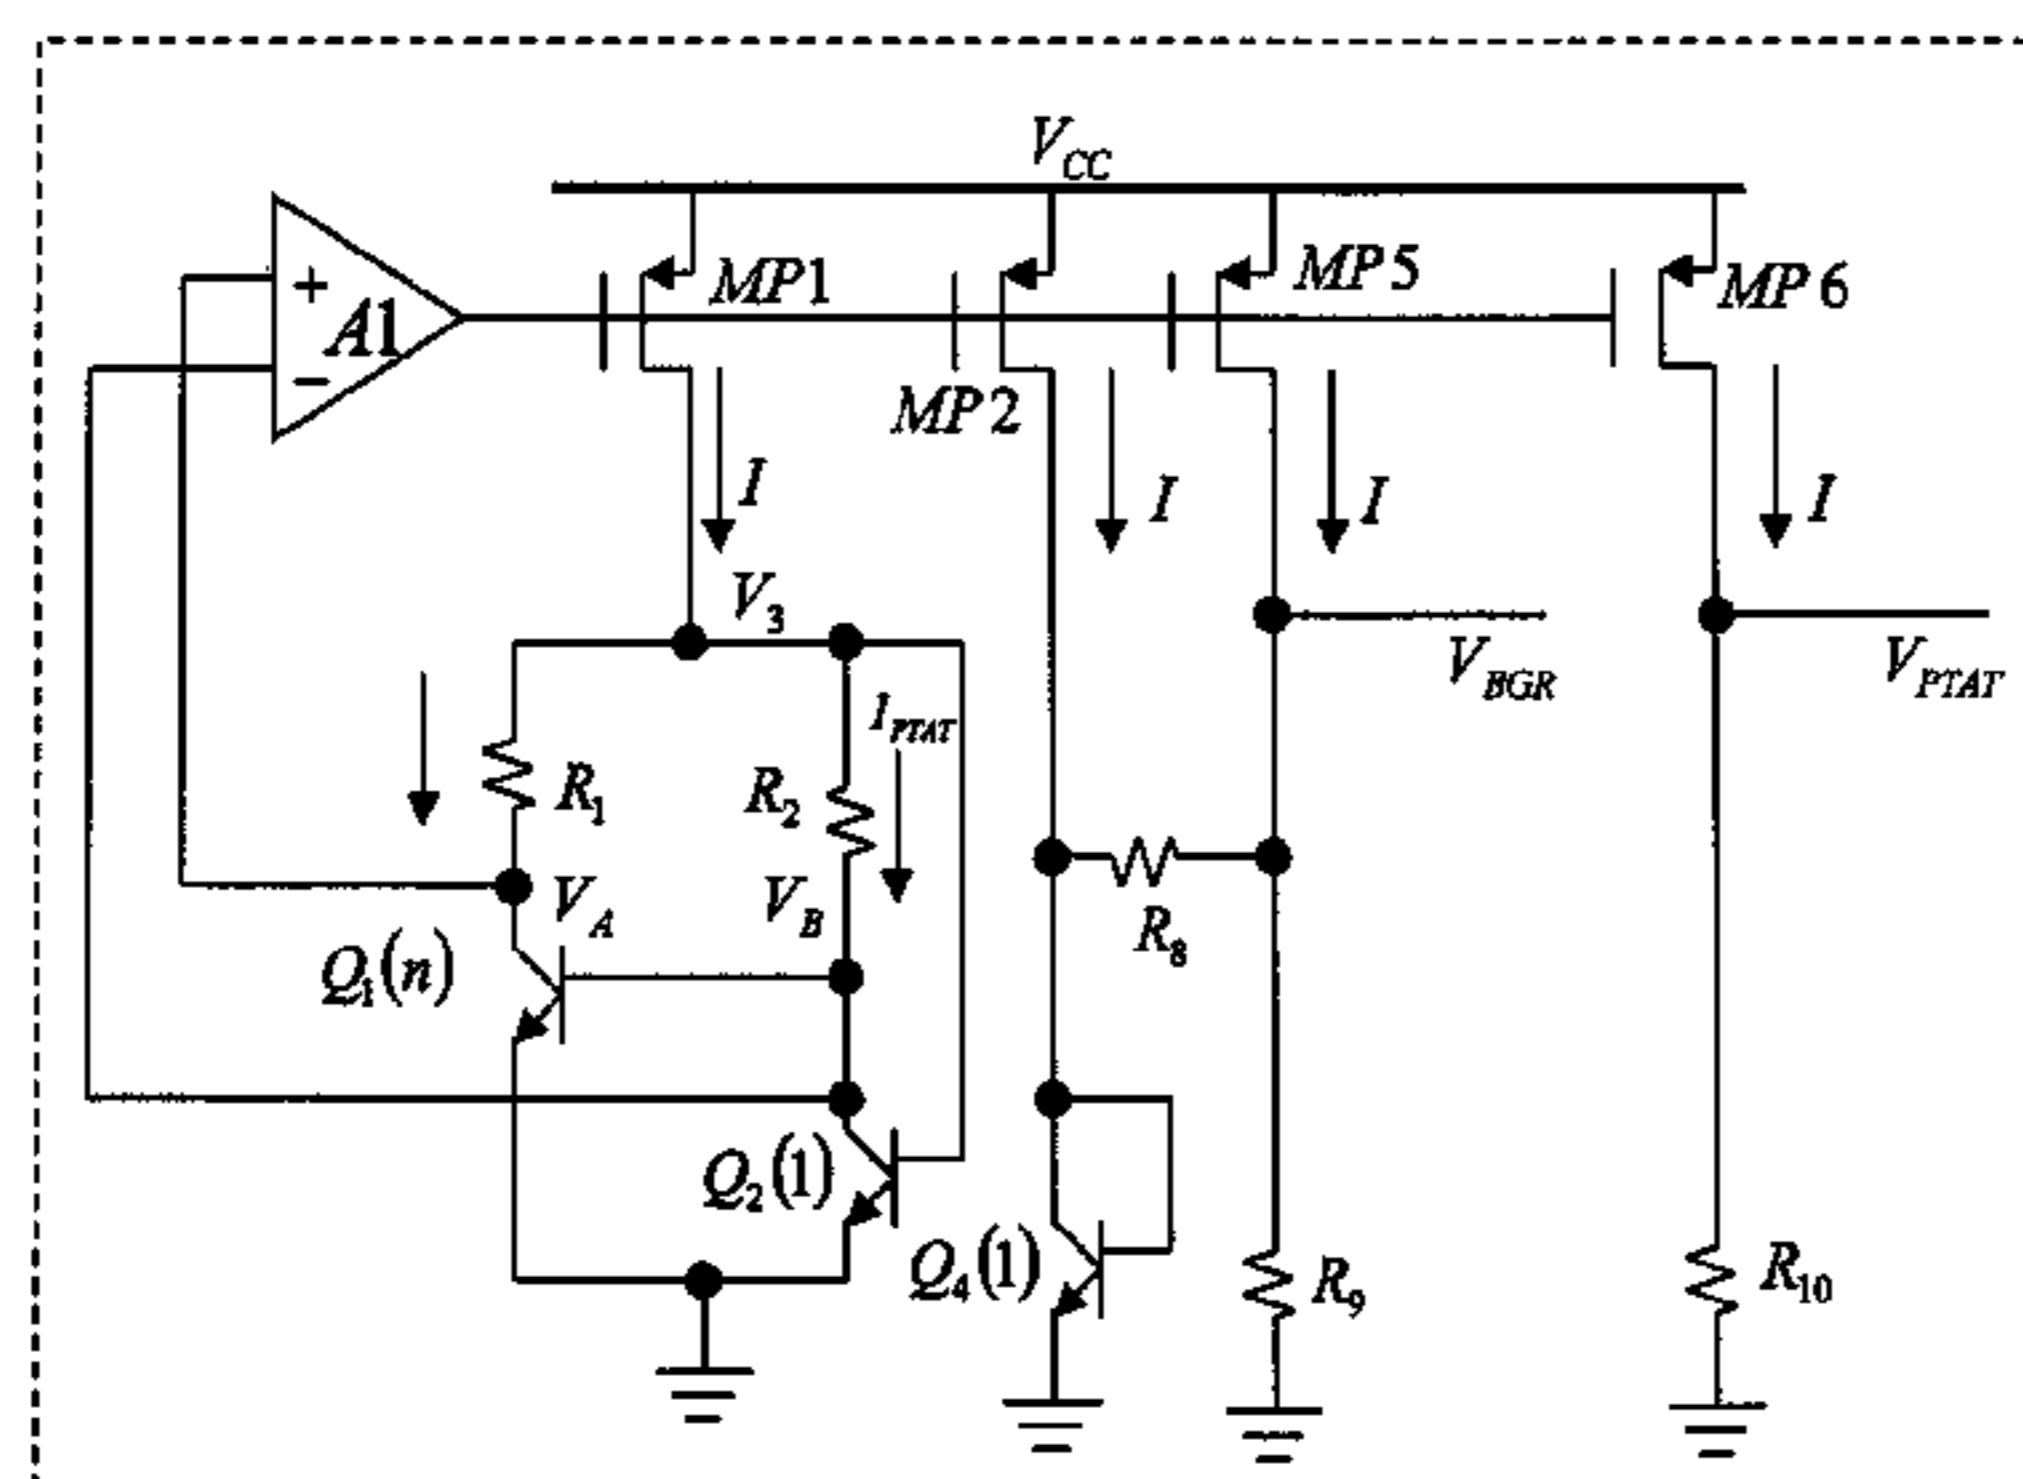 V_CC
+
A1
−
MP1
MP2
MP5
MP6
I
I
I
I
V_3
V_BGR
V_PTAT
I_PTAT
R_1
R_2
V_A
V_B
R_8
Q_1(n)
Q_2(1)
Q_4(1)
R_9
R_10